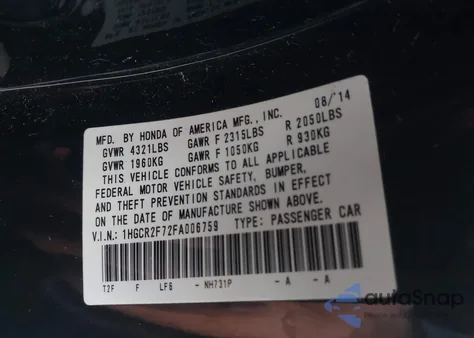 MFD. BY HONDA OF AMERICA MFG., INC. 08/'14
GVWR 4321LBS GAWR F 2315LBS R 2050LBS
GVWR 1960KG GAWR F 1050KG R 930KG
THIS VEHICLE CONFORMS TO ALL APPLICABLE
FEDERAL MOTOR VEHICLE SAFETY, BUMPER,
AND THEFT PREVENTION STANDARDS IN EFFECT
ON THE DATE OF MANUFACTURE SHOWN ABOVE.
V.I.N.: 1HGCR2F72FA006759 TYPE: PASSENGER CAR
T2F F LFB - NH731P - A - A
autoSnap